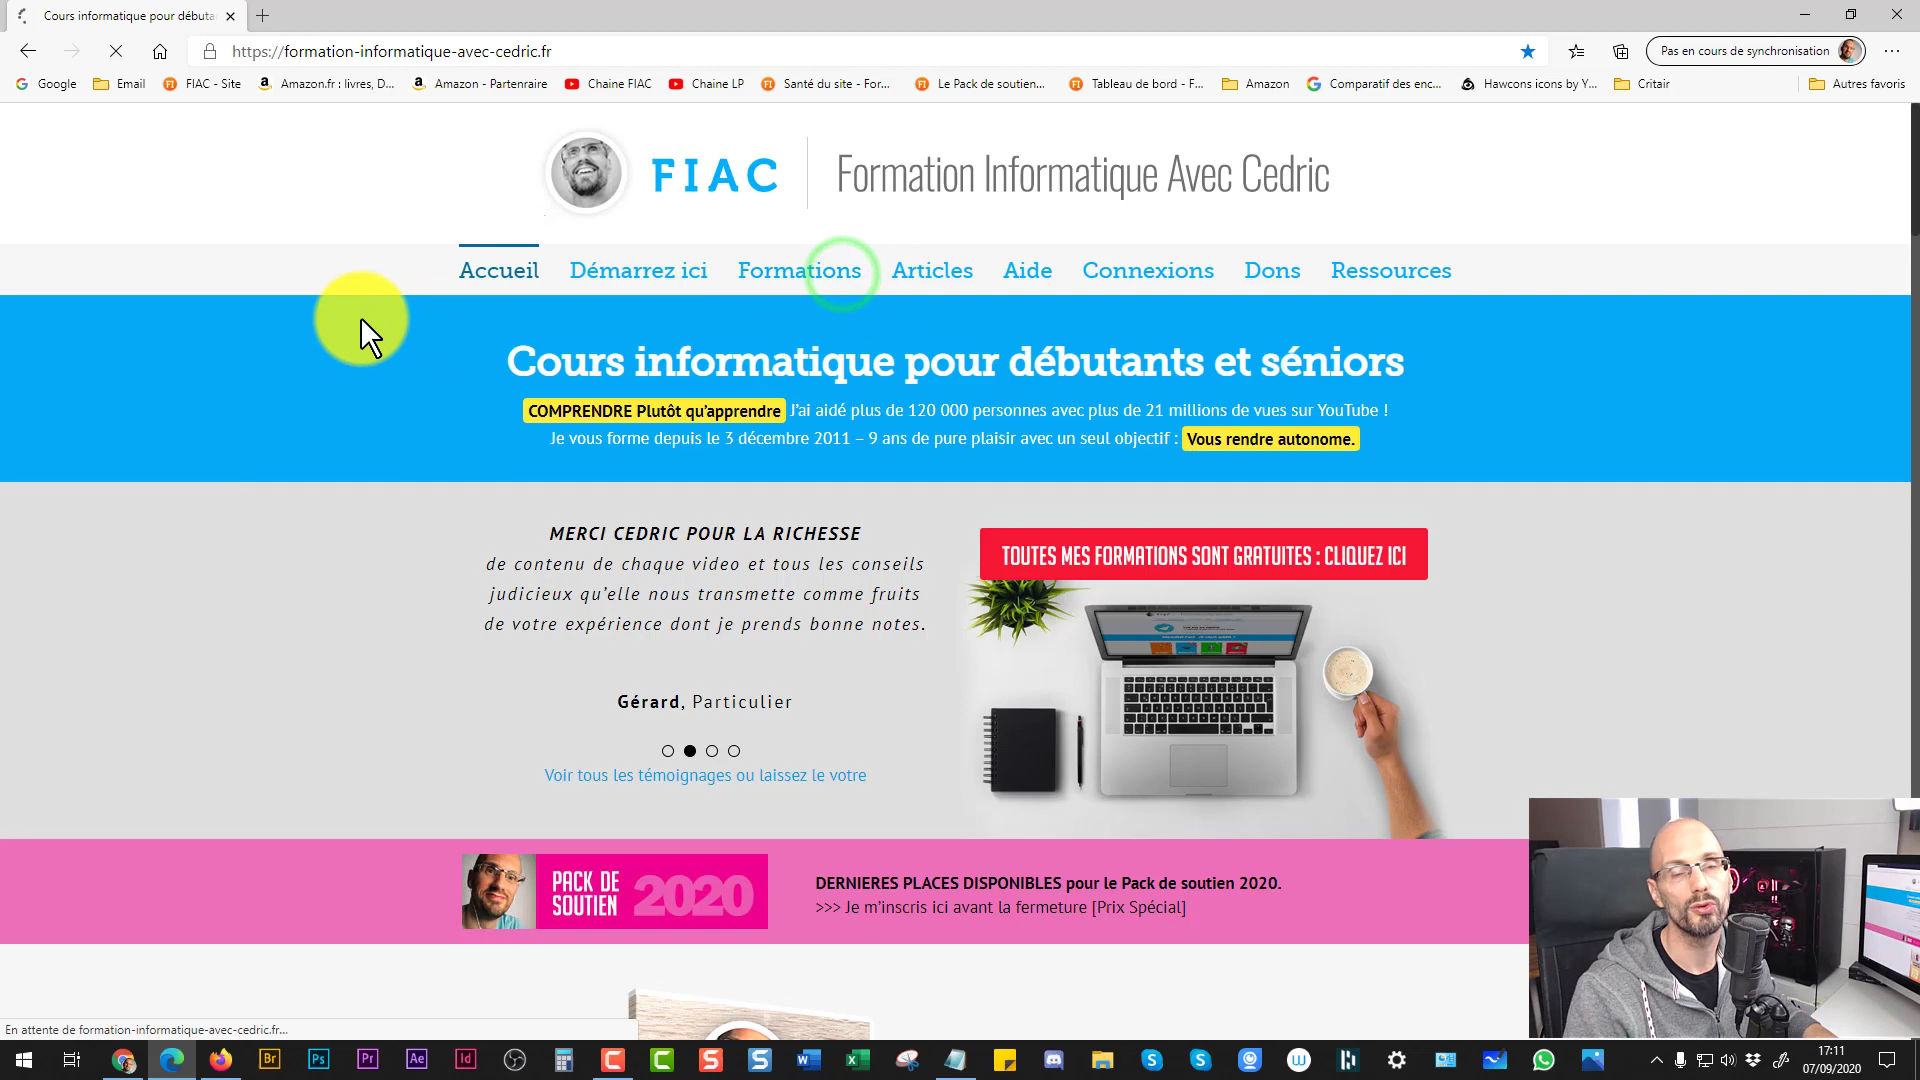 Cours informatique pour débuta
https://formation-informatique-avec-cedric.fr
Pas en cours de synchronisation
Google
Email
FIAC - Site
Amazon.fr : livres, D...
Amazon - Partenaire
Chaine FIAC
Chaine LP
Santé du site - For...
Le Pack de soutien...
Tableau de bord - F...
Amazon
Comparatif des enc...
Hawcons icons by Y...
Critair
Autres favoris
FIAC
Formation Informatique Avec Cedric
Accueil
Démarrez ici
Formations
Articles
Aide
Connexions
Dons
Ressources
Cours informatique pour débutants et séniors
COMPRENDRE Plutôt qu'apprendre J'ai aidé plus de 120 000 personnes avec plus de 21 millions de vues sur YouTube !
Je vous forme depuis le 3 décembre 2011 – 9 ans de pure plaisir avec un seul objectif : Vous rendre autonome.
MERCI CEDRIC POUR LA RICHESSE
de contenu de chaque video et tous les conseils
judicieux qu'elle nous transmette comme fruits
de votre expérience dont je prends bonne notes.
Gérard, Particulier
Voir tous les témoignages ou laissez le votre
TOUTES MES FORMATIONS SONT GRATUITES : CLIQUEZ ICI
PACK DE
SOUTIEN
2020
DERNIERES PLACES DISPONIBLES pour le Pack de soutien 2020.
>>> Je m'inscris ici avant la fermeture [Prix Spécial]
En attente de formation-informatique-avec-cedric.fr...
Br
Ps
Pr
Ae
Id
17:11
07/09/2020